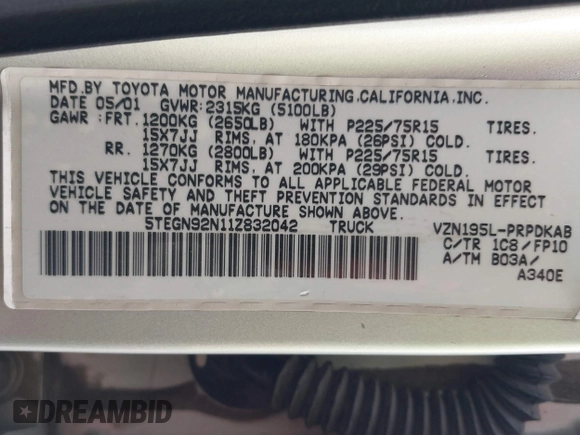 MFD.BY TOYOTA MOTOR MANUFACTURING,CALIFORNIA,INC.
DATE 05/01 GVWR:2315KG (5100LB)
GAWR :FRT.1200KG (2650LB) WITH P225/75R15 TIRES.
15X7JJ RIMS, AT 180KPA (26PSI) COLD.
RR. 1270KG (2800LB) WITH P225/75R15 TIRES.
15X7JJ RIMS, AT 200KPA (29PSI) COLD.
THIS VEHICLE CONFORMS TO ALL APPLICABLE FEDERAL MOTOR
VEHICLE SAFETY AND THEFT PREVENTION STANDARDS IN EFFECT
ON THE DATE OF MANUFACTURE SHOWN ABOVE.
5TEGN92N11Z832042 TRUCK VZN195L-PRPDKAB
C/TR 1C8/FP10
A/TM B03A/
A340E
DREAMBID